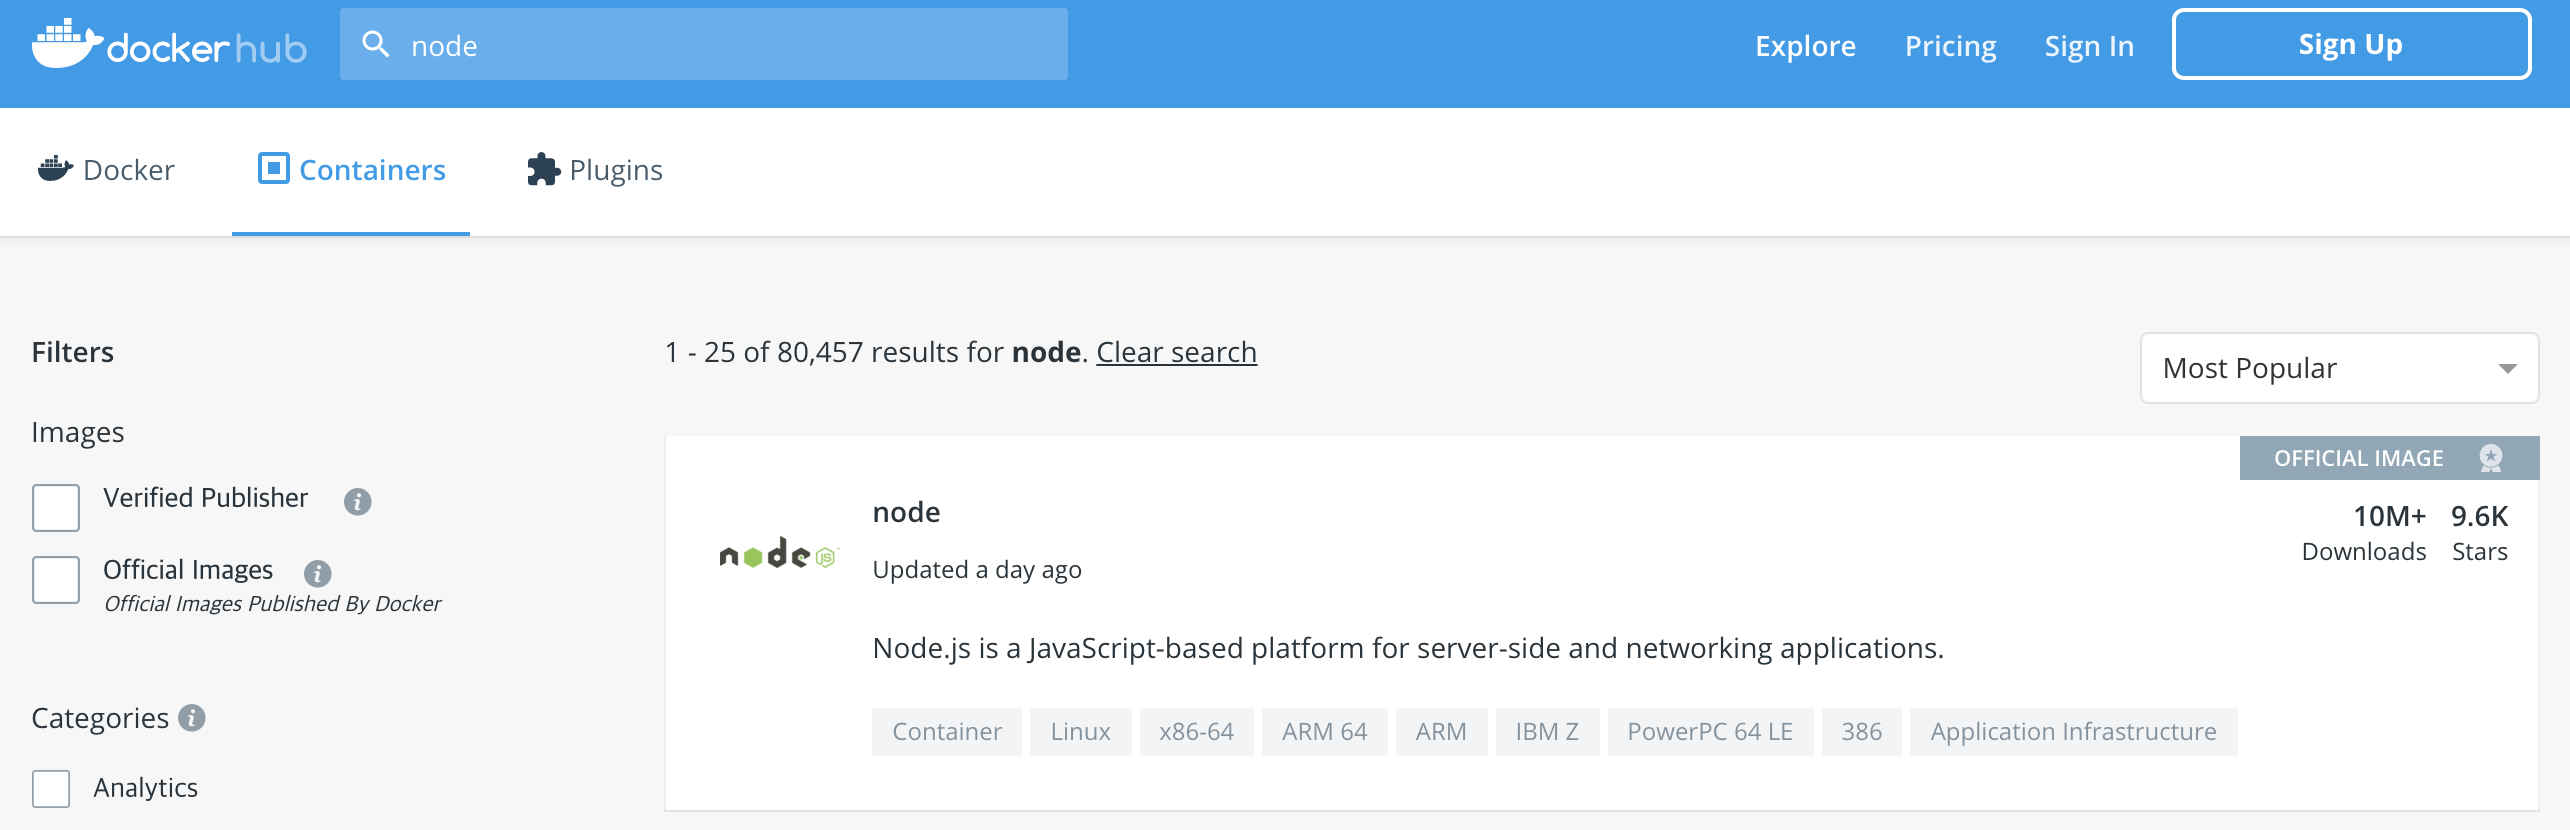 dockerhub
node
Explore
Pricing
Sign In
Sign Up
Docker
Containers
Plugins
Filters
1 - 25 of 80,457 results for node. Clear search
Most Popular
Images
Verified Publisher
Official Images
Official Images Published By Docker
Categories
Analytics
OFFICIAL IMAGE
node
JS
node
Updated a day ago
10M+
Downloads
9.6K
Stars
Node.js is a JavaScript-based platform for server-side and networking applications.
Container
Linux
x86-64
ARM 64
ARM
IBM Z
PowerPC 64 LE
386
Application Infrastructure